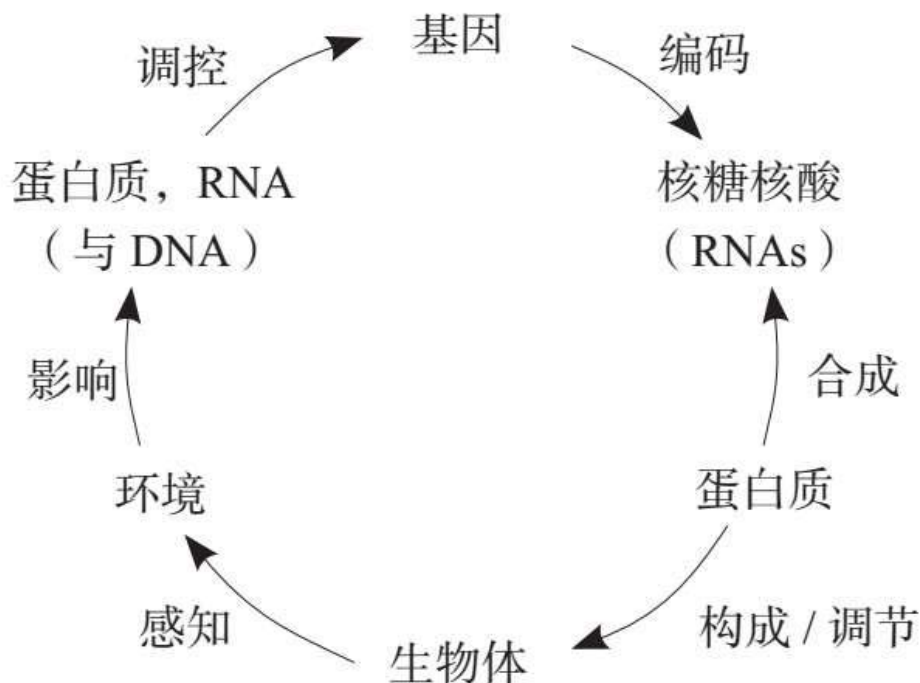 基因
调控
编码
蛋白质，RNA
（与 DNA）
核糖核酸
（RNAs）
影响
合成
环境
蛋白质
感知
构成 / 调节
生物体